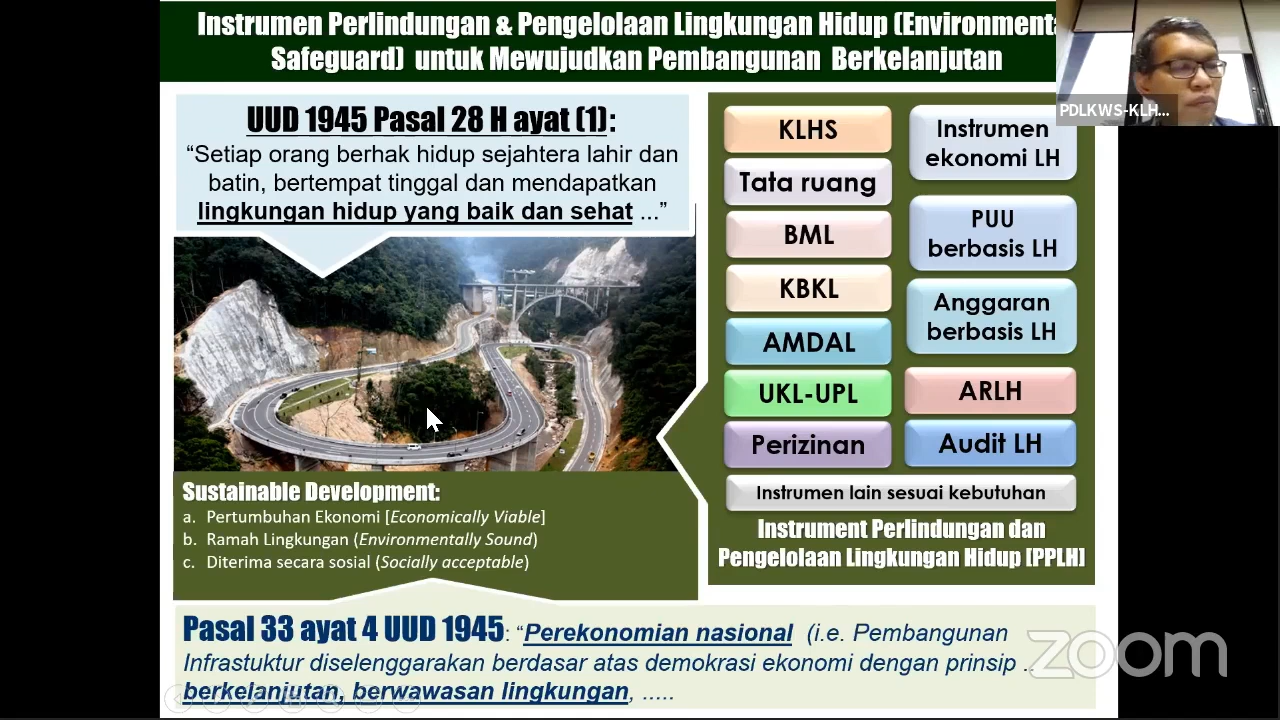 Instrumen Perlindungan & Pengelolaan Lingkungan Hidup (Environmenta
Safeguard) untuk Mewujudkan Pembangunan Berkelanjutan
PDLKWS-KLH...
UUD 1945 Pasal 28 H ayat (1):
“Setiap orang berhak hidup sejahtera lahir dan
batin, bertempat tinggal dan mendapatkan
lingkungan hidup yang baik dan sehat ...”
Sustainable Development:
a. Pertumbuhan Ekonomi [Economically Viable]
b. Ramah Lingkungan (Environmentally Sound)
c. Diterima secara sosial (Socially acceptable)
KLHS
Tata ruang
BML
KBKL
AMDAL
UKL-UPL
Perizinan
Instrumen
ekonomi LH
PUU
berbasis LH
Anggaran
berbasis LH
ARLH
Audit LH
Instrumen lain sesuai kebutuhan
Instrument Perlindungan dan
Pengelolaan Lingkungan Hidup [PPLH]
Pasal 33 ayat 4 UUD 1945: “Perekonomian nasional (i.e. Pembangunan
Infrastuktur diselenggarakan berdasar atas demokrasi ekonomi dengan prinsip ..
berkelanjutan, berwawasan lingkungan, .....
zoom